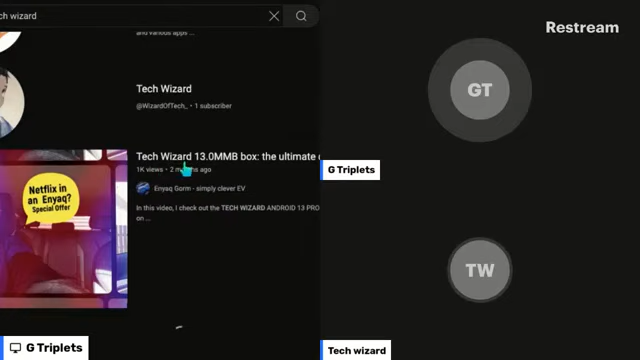 ch wizard
Restream
and various apps ...
Tech Wizard
@WizardOfTech_ • 1 subscriber
GT
Tech Wizard 13.0MMB box: the ultimate
1K views • 2 ago
G Triplets
Netflix in
an Enyaq?
Special Offer
Enyaq Gorm - simply clever EV
In this video, I check out the TECH WIZARD ANDROID 13 PRO
on ...
TW
G Triplets
Tech wizard